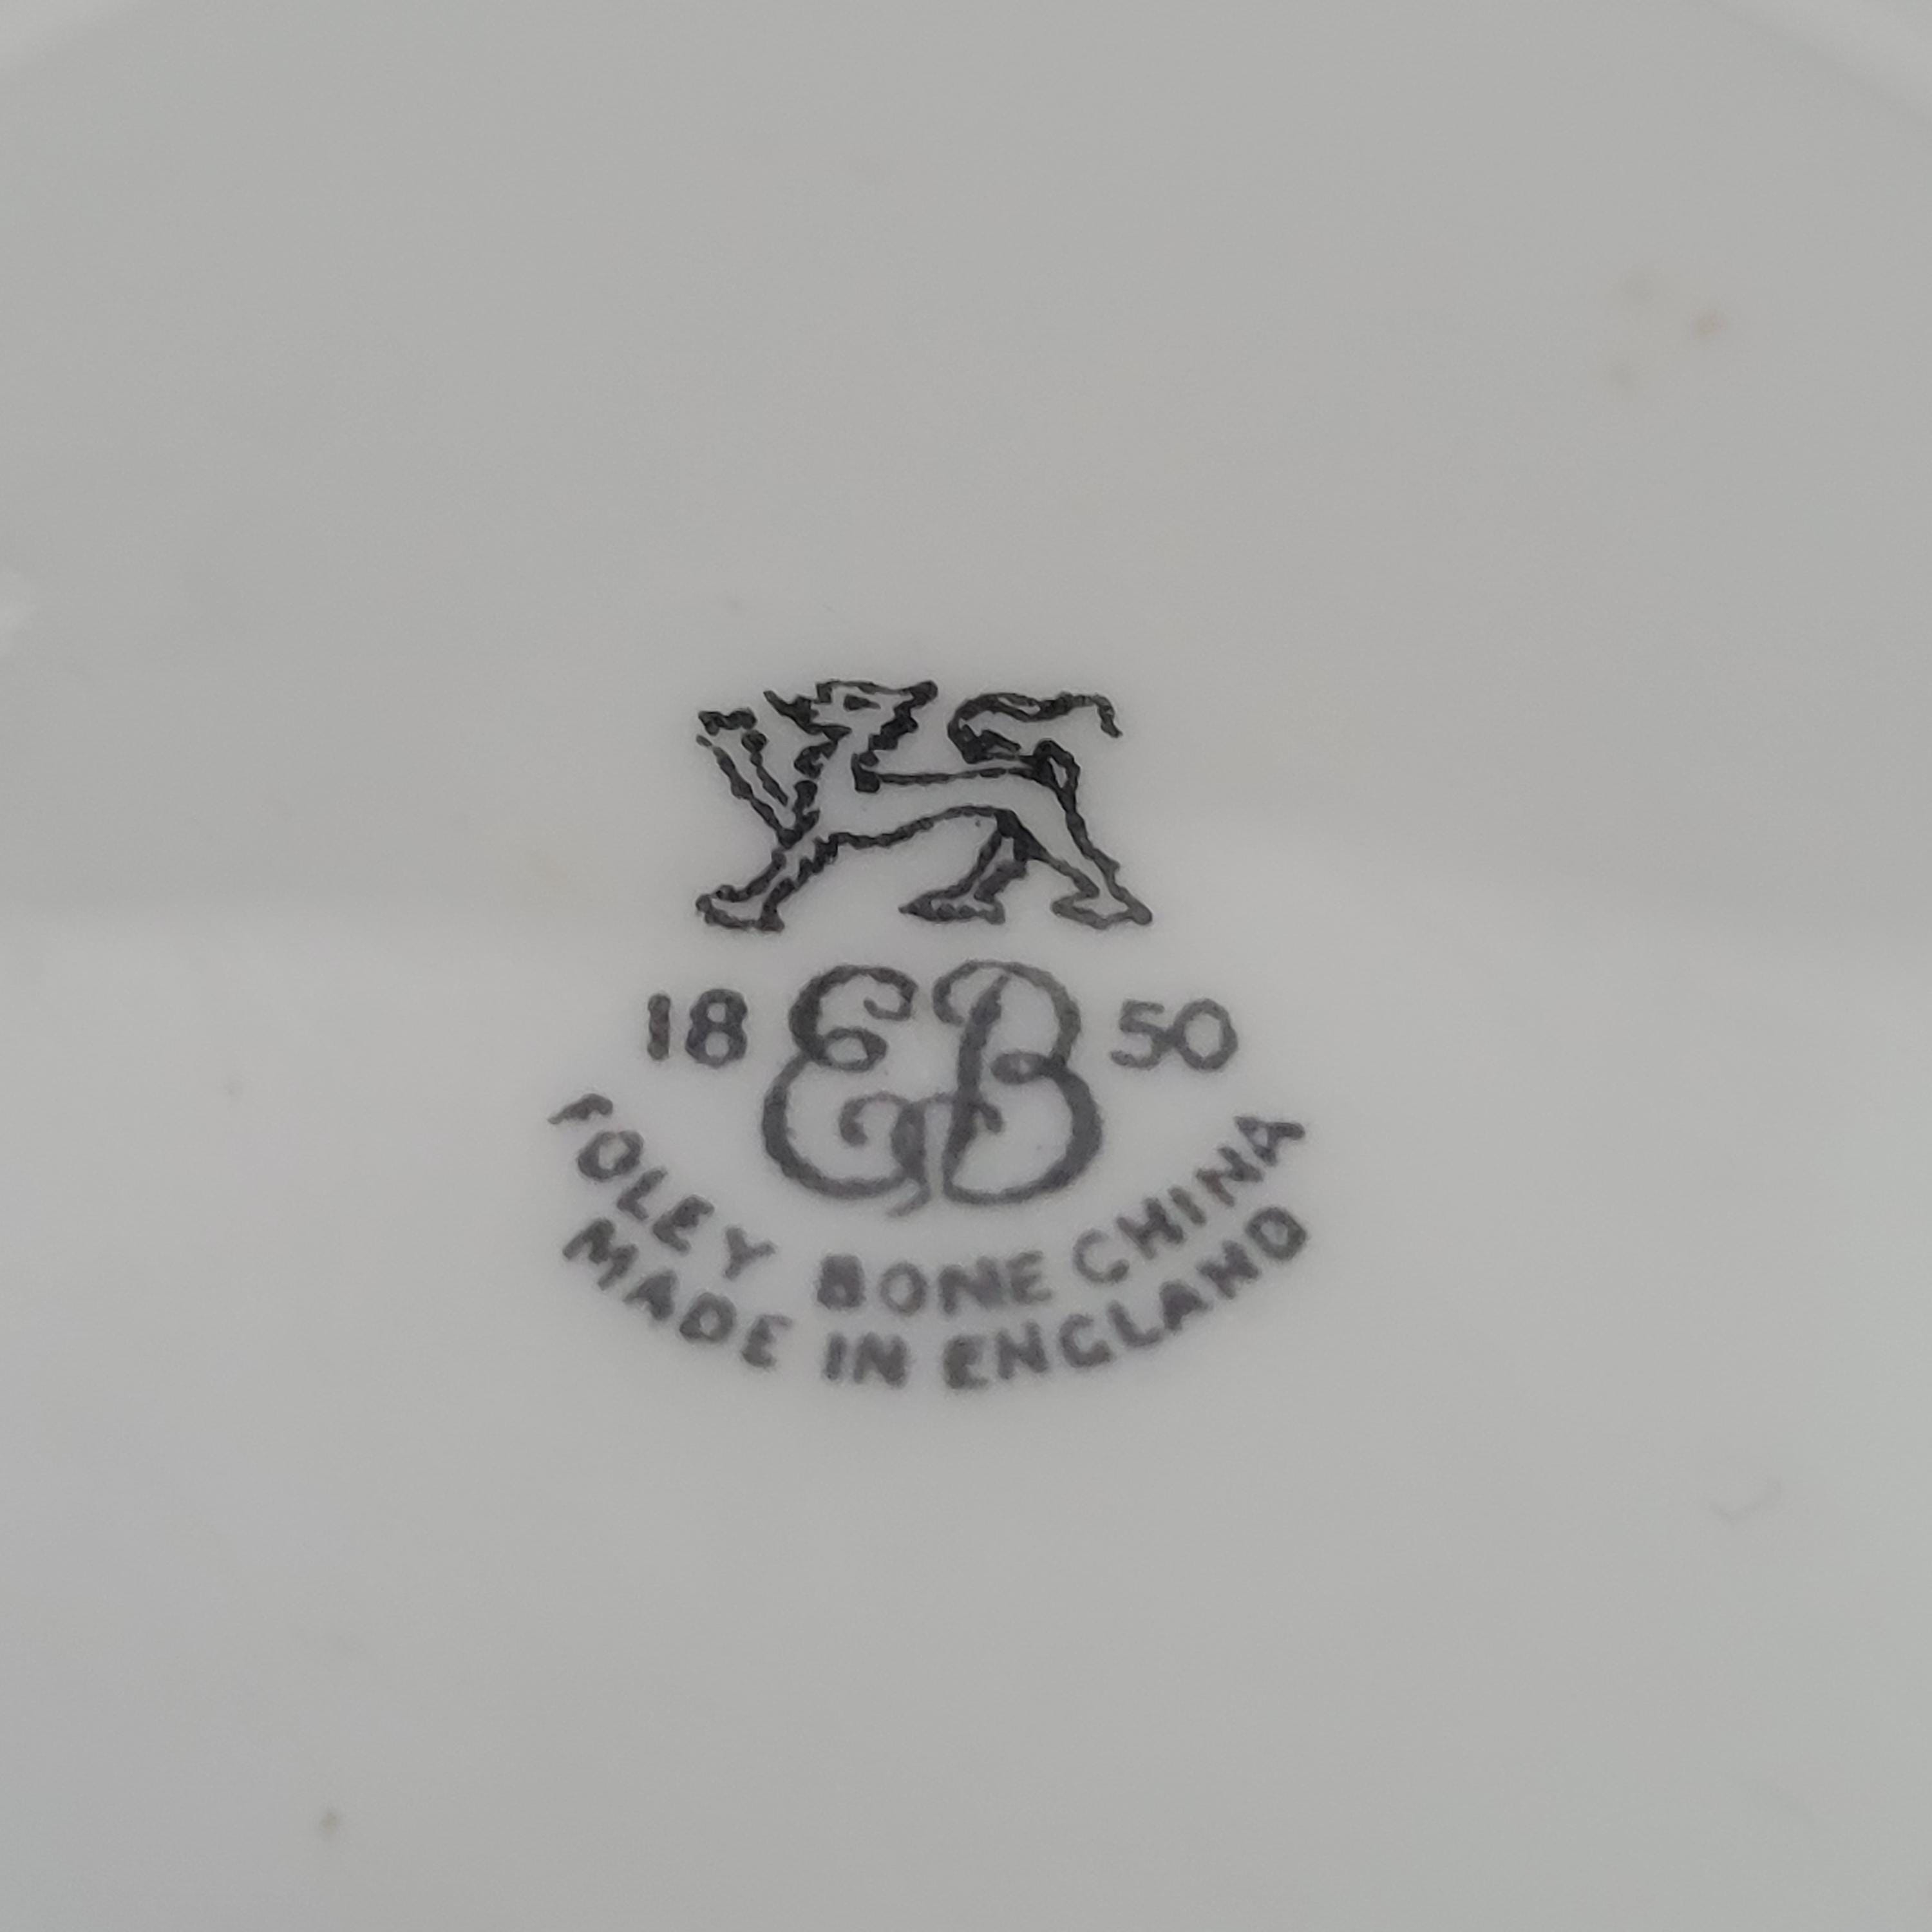 18 EB 50
FOLEY BONE CHINA
MADE IN ENGLAND